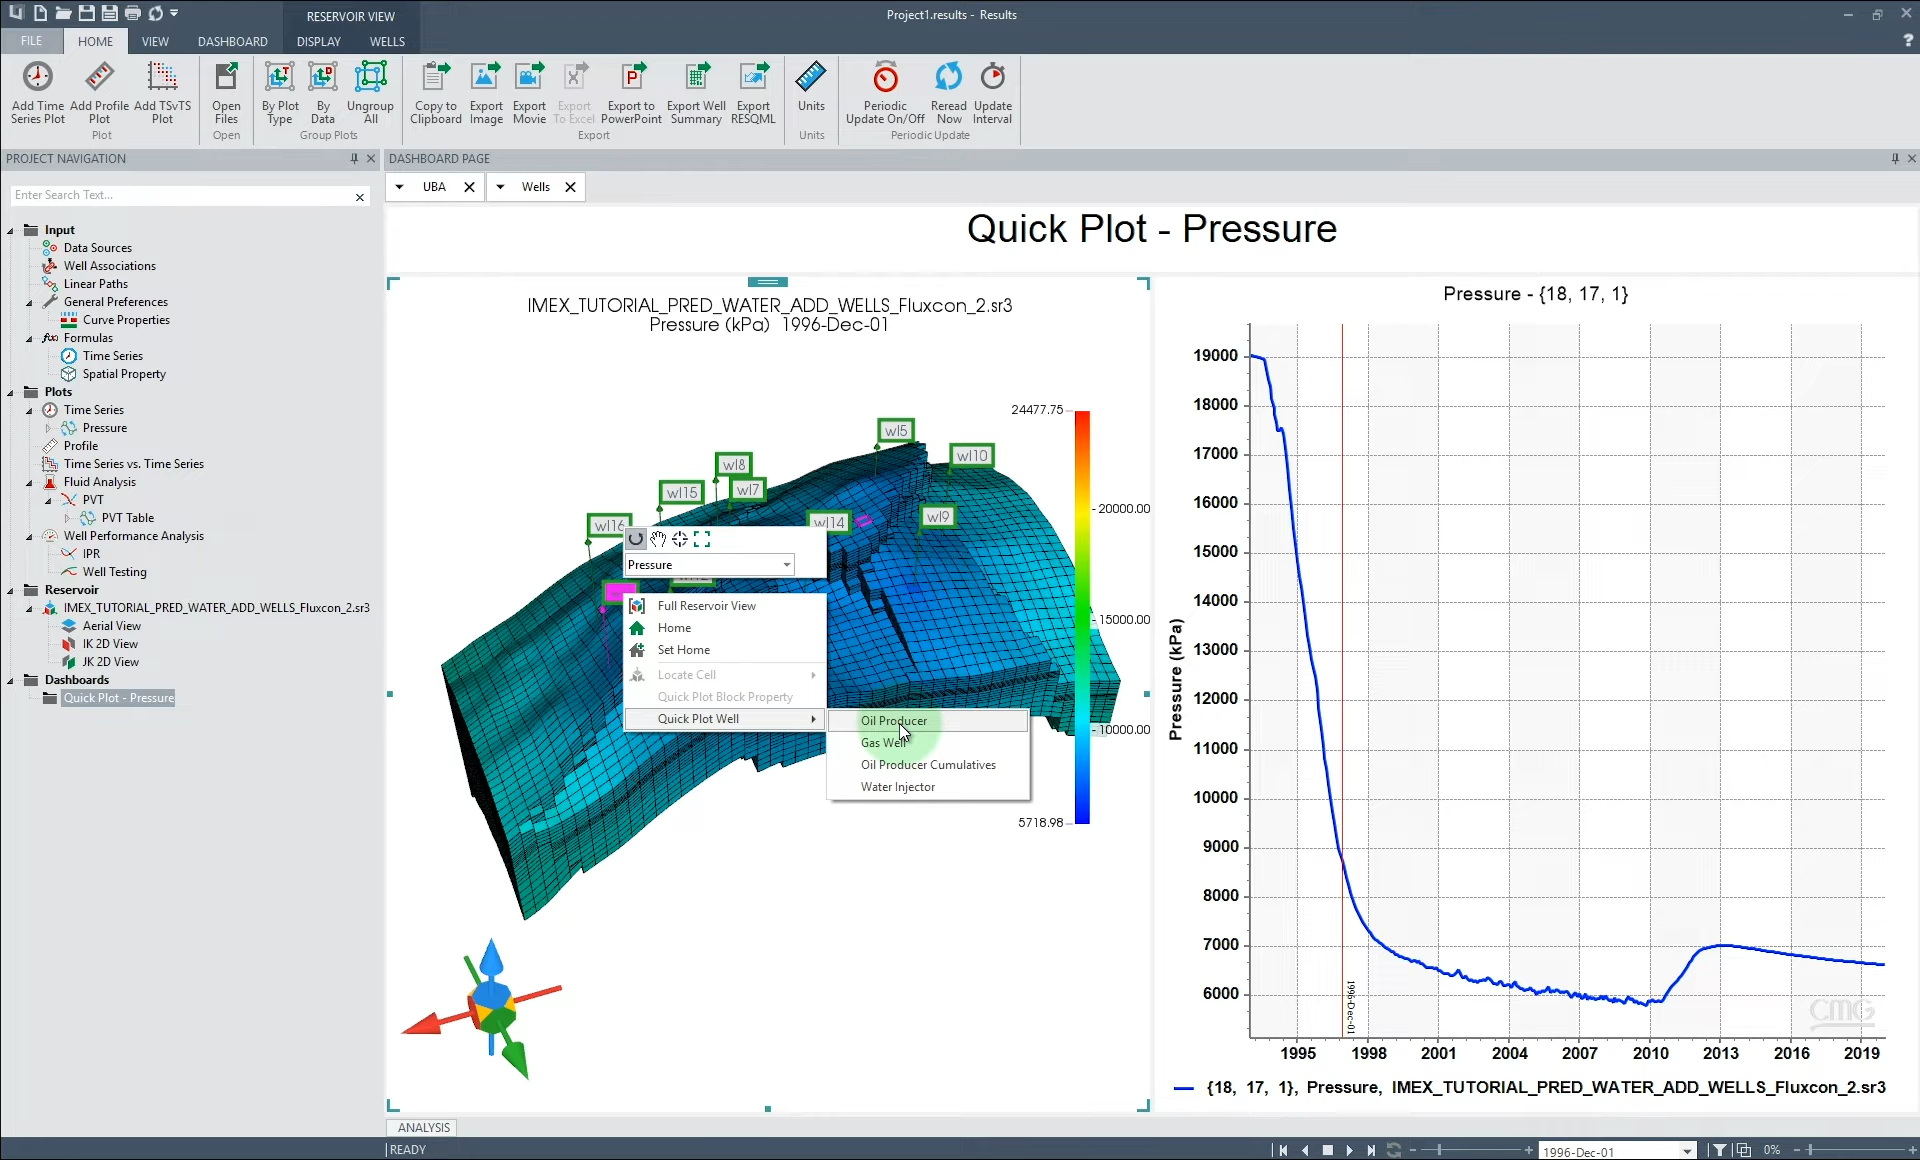 RESERVOIR VIEW
Project1.results - Results
FILE
HOME
VIEW
DASHBOARD
DISPLAY
WELLS
Add Time Series Plot
Add Profile Plot
Add TSvTS Plot
Plot
Open Files
Open
By Plot Type
By Data
Ungroup All
Group Plots
Copy to Clipboard
Export Image
Export Movie
Export To Excel
Export to PowerPoint
Export Well Summary
Export RESQML
Export
Units
Units
Periodic Update On/Off
Reread Now
Update Interval
Periodic Update
PROJECT NAVIGATION
Enter Search Text...
Input
Data Sources
Well Associations
Linear Paths
General Preferences
Curve Properties
Formulas
Time Series
Spatial Property
Plots
Time Series
Pressure
Profile
Time Series vs. Time Series
Fluid Analysis
PVT
PVT Table
Well Performance Analysis
IPR
Well Testing
Reservoir
IMEX_TUTORIAL_PRED_WATER_ADD_WELLS_Fluxcon_2.sr3
Aerial View
IK 2D View
JK 2D View
Dashboards
Quick Plot - Pressure
DASHBOARD PAGE
UBA
Wells
Quick Plot - Pressure
IMEX_TUTORIAL_PRED_WATER_ADD_WELLS_Fluxcon_2.sr3
Pressure (kPa) 1996-Dec-01
24477.75
20000.00
15000.00
10000.00
5718.98
wl5
wl10
wl8
wl7
wl15
wl16
wl14
wl9
Pressure
Full Reservoir View
Home
Set Home
Locate Cell
Quick Plot Block Property
Quick Plot Well
Oil Producer
Gas Well
Oil Producer Cumulatives
Water Injector
Pressure - {18, 17, 1}
Pressure (kPa)
19000
18000
17000
16000
15000
14000
13000
12000
11000
10000
9000
8000
7000
6000
1996-Dec-01
CMG
1995 1998 2001 2004 2007 2010 2013 2016 2019
{18, 17, 1}, Pressure, IMEX_TUTORIAL_PRED_WATER_ADD_WELLS_Fluxcon_2.sr3
ANALYSIS
READY
1996-Dec-01
0%